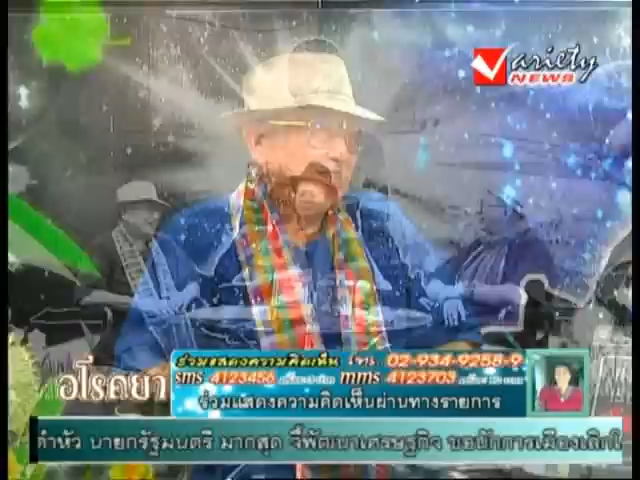 Variety
NEWS
อโรคยา
ร่วมแสดงความคิดเห็น โทร. 02-934-9258-9
sms 4123456 mms 4123703
ร่วมแสดงความคิดเห็นผ่านทางรายการ
ดำหัว นายกรัฐมนตรี มากสุด จี้พัฒนาเศรษฐกิจ ขอนักการเมืองเลิกใ